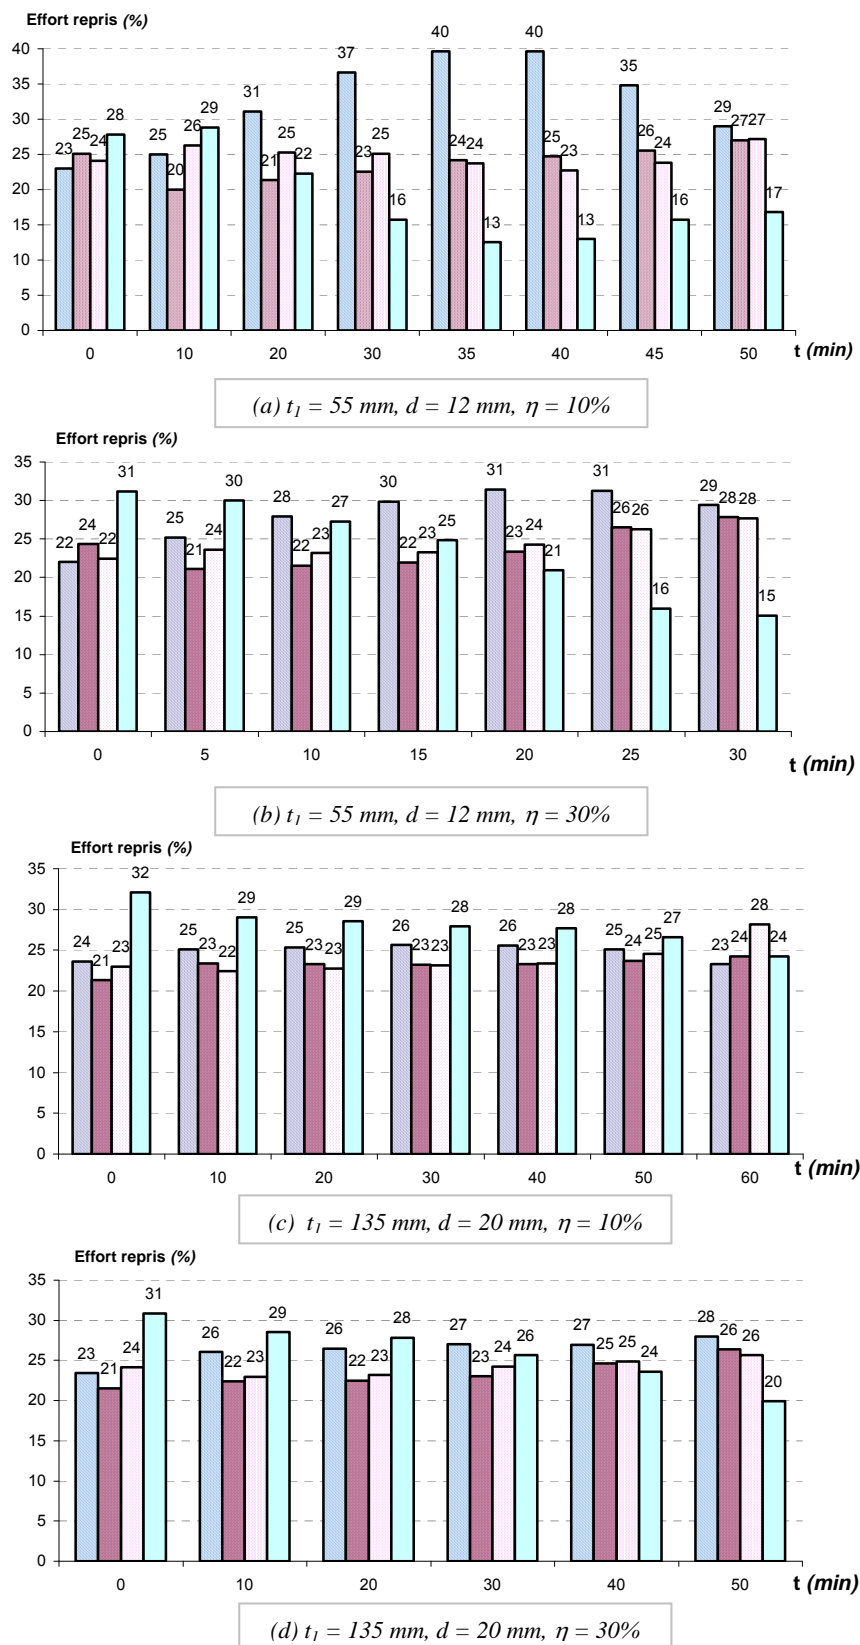 Effort repris (%)
40
35
30
25
20
15
10
5
0
23 25 24 28
25 20 26 29
31 21 25 22
37 23 25 16
40 24 24 13
40 25 23 13
35 26 24 16
29 27 27 17
0 10 20 30 35 40 45 50
t (min)
(a) t1 = 55 mm, d = 12 mm, η = 10%
Effort repris (%)
35
30
25
20
15
10
5
0
22 24 22 31
25 21 24 30
28 22 23 27
30 22 23 25
31 23 24 21
31 26 26 16
29 28 28 15
0 5 10 15 20 25 30
t (min)
(b) t1 = 55 mm, d = 12 mm, η = 30%
Effort repris (%)
35
30
25
20
15
10
5
0
24 21 23 32
25 23 22 29
25 23 23 29
26 23 23 28
26 23 23 28
25 24 25 27
23 24 28 24
0 10 20 30 40 50 60
t (min)
(c) t1 = 135 mm, d = 20 mm, η = 10%
Effort repris (%)
35
30
25
20
15
10
5
0
23 21 24 31
26 22 23 29
26 22 23 28
27 23 24 26
27 25 25 24
28 26 26 20
0 10 20 30 40 50
t (min)
(d) t1 = 135 mm, d = 20 mm, η = 30%